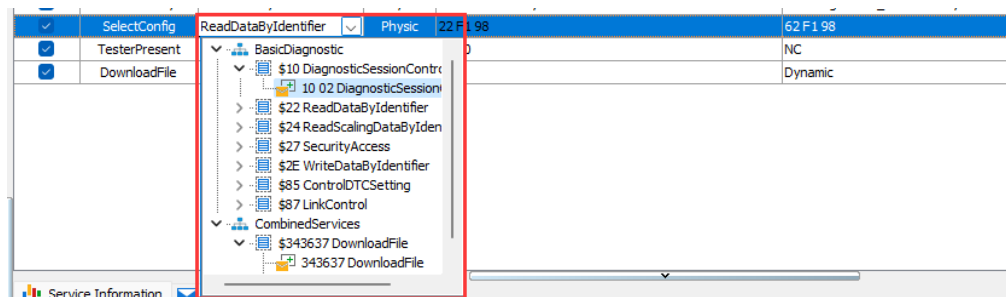 SelectConfig ReadDataByIdentifier Physic 22 F1 98 62 F1 98
TesterPresent NC
DownloadFile Dynamic
BasicDiagnostic
$10 DiagnosticSessionContro
10 02 DiagnosticSession
$22 ReadDataByIdentifier
$24 ReadScalingDataByIden
$27 SecurityAccess
$2E WriteDataByIdentifier
$85 ControlDTCSetting
$87 LinkControl
CombinedServices
$343637 DownloadFile
343637 DownloadFile
Service Information